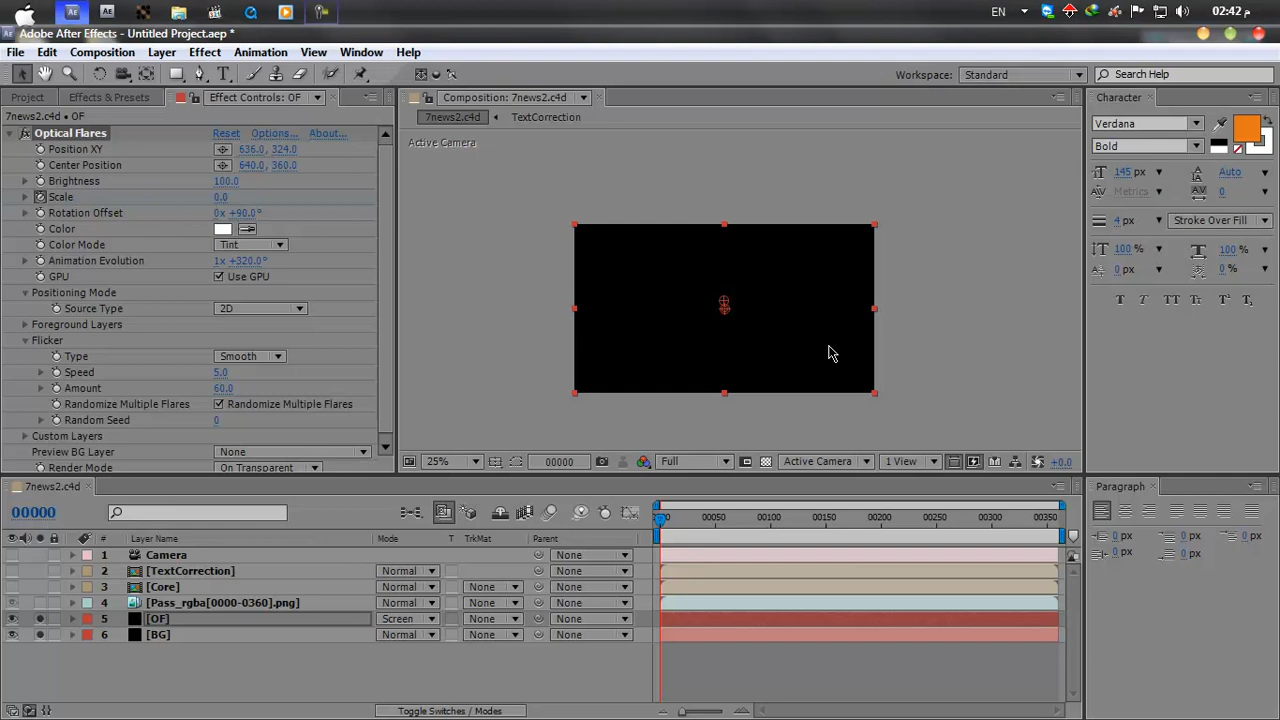 EN
02:42 م
Adobe After Effects - Untitled Project.aep *
File Edit Composition Layer Effect Animation View Window Help
Workspace: Standard Search Help
Project Effects & Presets Effect Controls: OF
Composition: 7news2.c4d
Character
7news2.c4d • OF
7news2.c4d TextCorrection
Active Camera
Optical Flares Reset Options... About...
Position XY 636.0, 324.0
Center Position 640.0, 360.0
Brightness 100.0
Scale 0.0
Rotation Offset 0x +90.0°
Color
Color Mode Tint
Animation Evolution 1x +320.0°
GPU Use GPU
Positioning Mode
Source Type 2D
Foreground Layers
Flicker
Type Smooth
Speed 5.0
Amount 60.0
Randomize Multiple Flares Randomize Multiple Flares
Random Seed 0
Custom Layers
Preview BG Layer None
Render Mode On Transparent
25% 00000 Full Active Camera 1 View +0.0
Verdana
Bold
145 px Auto
Metrics 0
4 px Stroke Over Fill
100 % 100 %
0 px 0 %
T T TT Tt T¹ T₁
7news2.c4d
Paragraph
00000
00050 00100 00150 00200 00250 00300 00350
# Layer Name Mode T TrkMat Parent
1 Camera None
2 [TextCorrection] Normal None
3 [Core] Normal None None
4 [Pass_rgba[0000-0360].png] Normal None None
5 [OF] Screen None None
6 [BG] Normal None None
0 px 0 px 0 px
0 px 0 px
Toggle Switches / Modes